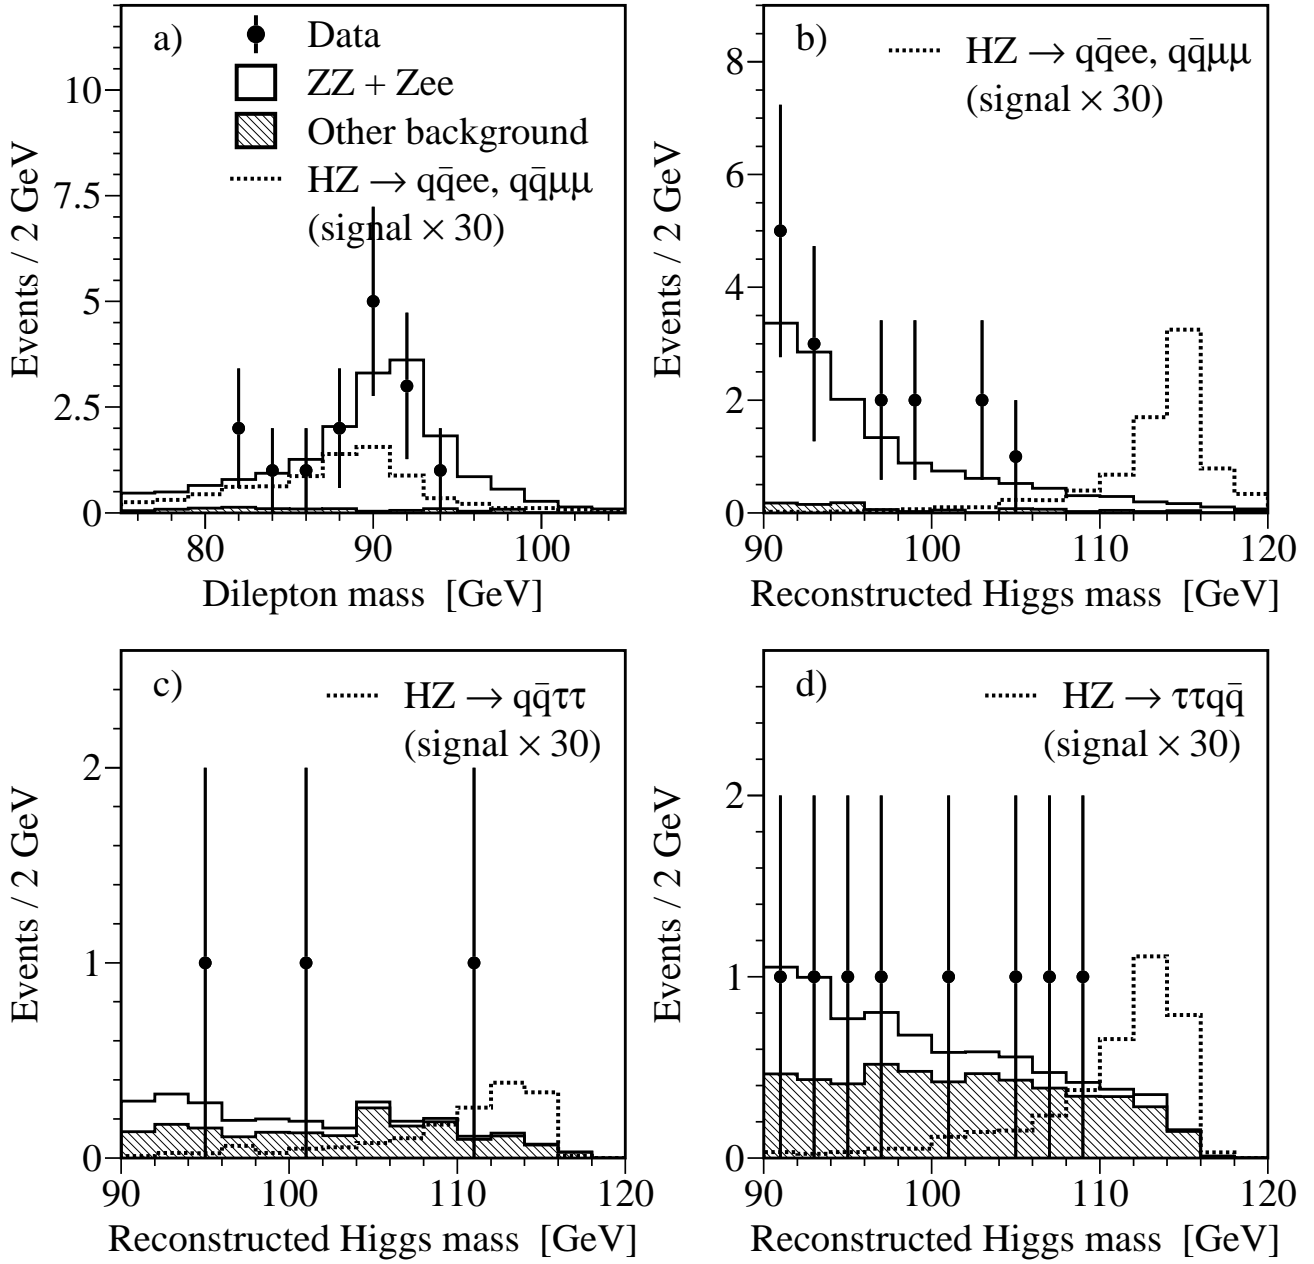 a)
Data
ZZ + Zee
Other background
HZ → qq̄ee, qq̄μμ
(signal × 30)
Events / 2 GeV
10
7.5
5
2.5
0
80 90 100
Dilepton mass [GeV]
b)
HZ → qq̄ee, qq̄μμ
(signal × 30)
Events / 2 GeV
8
6
4
2
0
90 100 110 120
Reconstructed Higgs mass [GeV]
c)
HZ → qq̄ττ
(signal × 30)
Events / 2 GeV
2
1
0
90 100 110 120
Reconstructed Higgs mass [GeV]
d)
HZ → ττqq̄
(signal × 30)
Events / 2 GeV
2
1
0
90 100 110 120
Reconstructed Higgs mass [GeV]